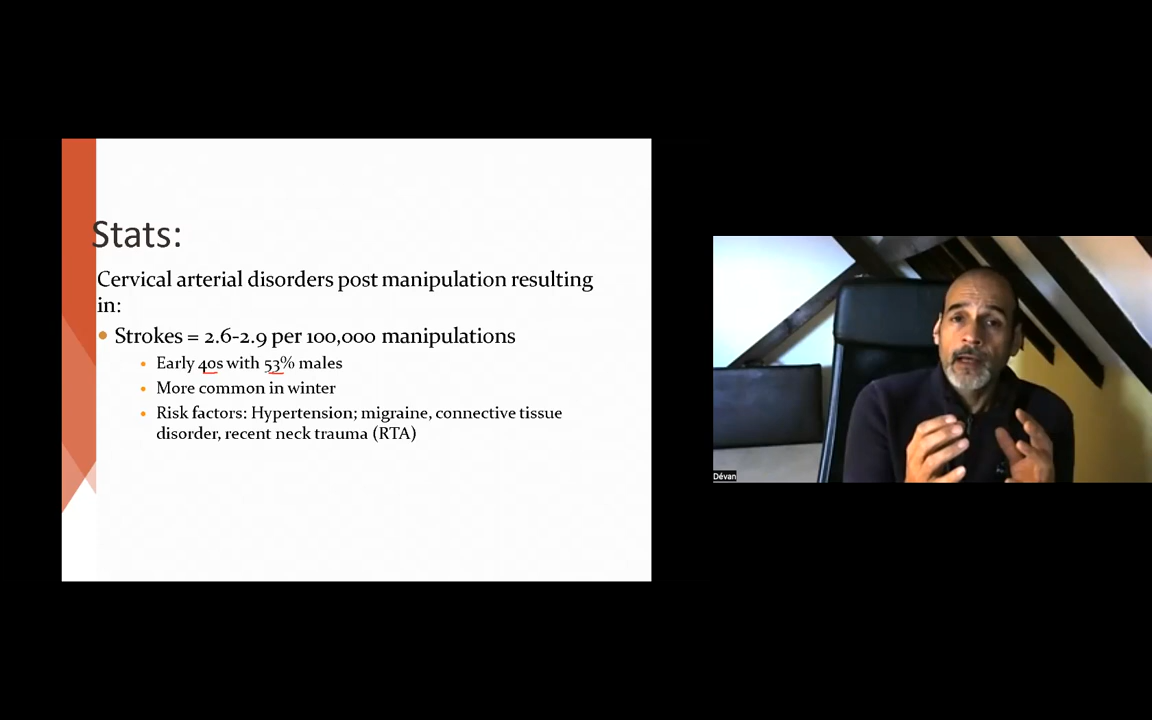 Stats:
Cervical arterial disorders post manipulation resulting
in:
• Strokes = 2.6-2.9 per 100,000 manipulations
• Early 40s with 53% males
• More common in winter
• Risk factors: Hypertension; migraine, connective tissue
disorder, recent neck trauma (RTA)
Dévan